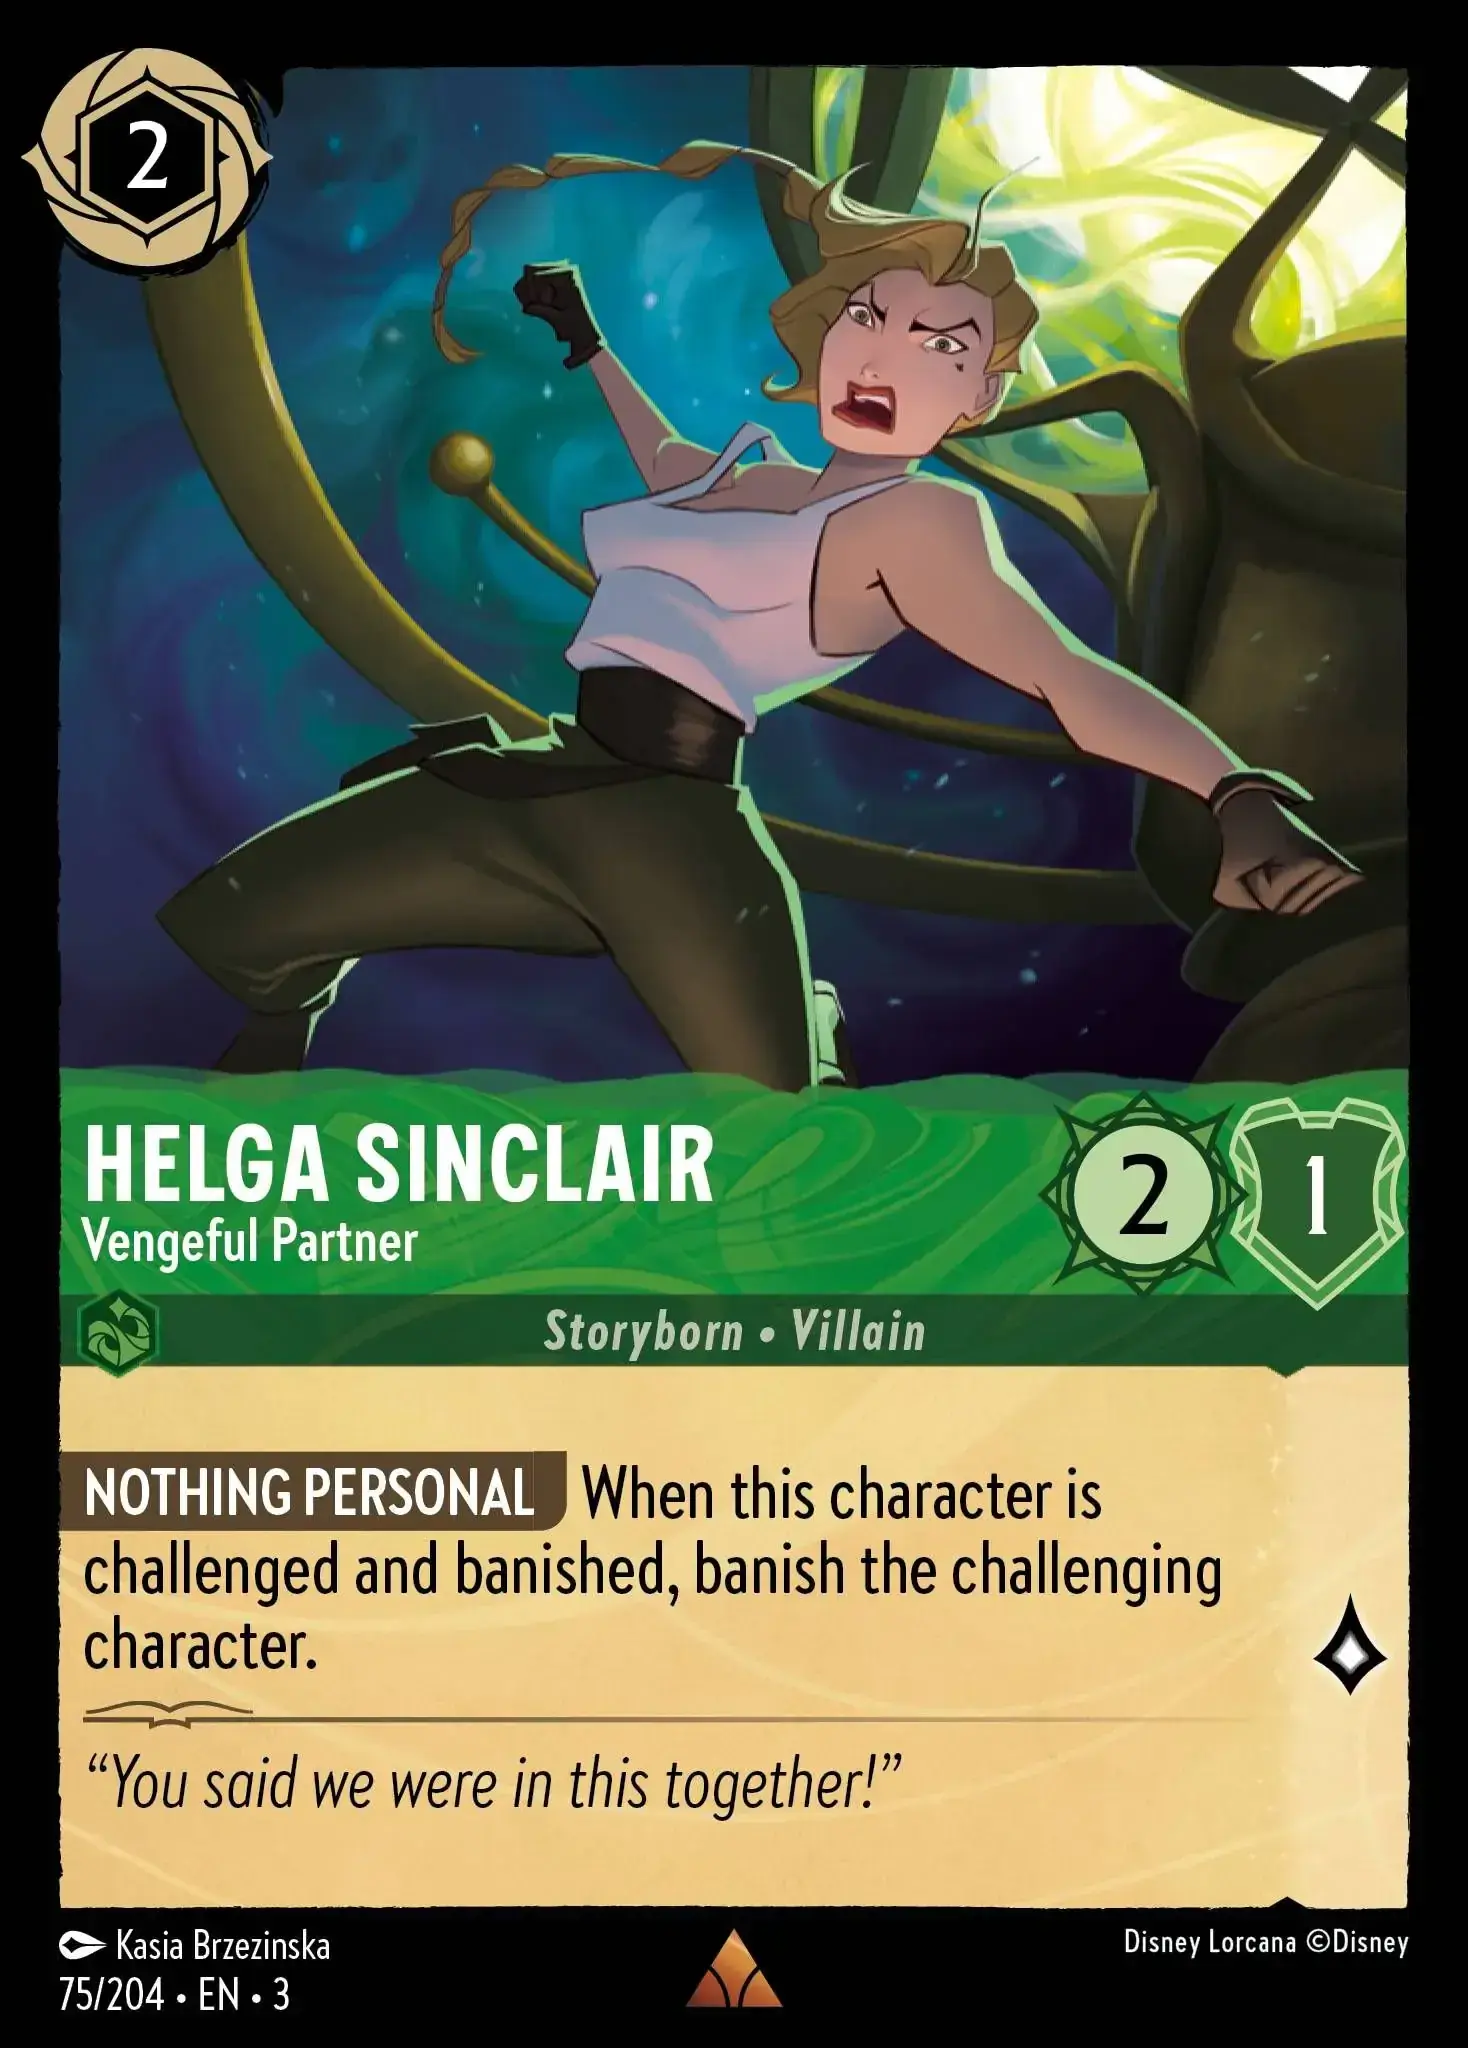 2
HELGA SINCLAIR
Vengeful Partner
2
1
Storyborn • Villain
NOTHING PERSONAL When this character is
challenged and banished, banish the challenging
character.
“You said we were in this together!”
Kasia Brzezinska
75/204 • EN • 3
Disney Lorcana ©Disney